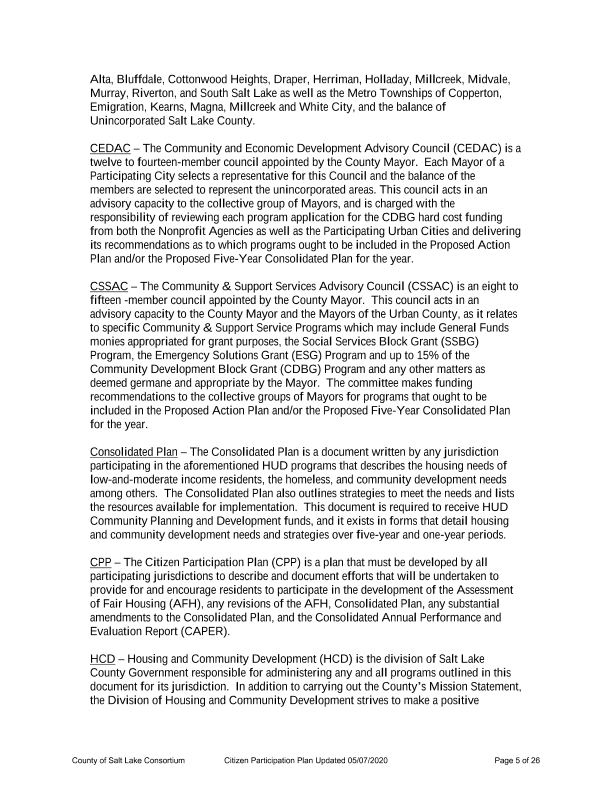 Alta, Bluffdale, Cottonwood Heights, Draper, Herriman, Holladay, Millcreek, Midvale,
Murray, Riverton, and South Salt Lake as well as the Metro Townships of Copperton,
Emigration, Kearns, Magna, Millcreek and White City, and the balance of
Unincorporated Salt Lake County.
CEDAC – The Community and Economic Development Advisory Council (CEDAC) is a
twelve to fourteen-member council appointed by the County Mayor.  Each Mayor of a
Participating City selects a representative for this Council and the balance of the
members are selected to represent the unincorporated areas. This council acts in an
advisory capacity to the collective group of Mayors, and is charged with the
responsibility of reviewing each program application for the CDBG hard cost funding
from both the Nonprofit Agencies as well as the Participating Urban Cities and delivering
its recommendations as to which programs ought to be included in the Proposed Action
Plan and/or the Proposed Five-Year Consolidated Plan for the year.
CSSAC – The Community & Support Services Advisory Council (CSSAC) is an eight to
fifteen -member council appointed by the County Mayor.  This council acts in an
advisory capacity to the County Mayor and the Mayors of the Urban County, as it relates
to specific Community & Support Service Programs which may include General Funds
monies appropriated for grant purposes, the Social Services Block Grant (SSBG)
Program, the Emergency Solutions Grant (ESG) Program and up to 15% of the
Community Development Block Grant (CDBG) Program and any other matters as
deemed germane and appropriate by the Mayor.  The committee makes funding
recommendations to the collective groups of Mayors for programs that ought to be
included in the Proposed Action Plan and/or the Proposed Five-Year Consolidated Plan
for the year.
Consolidated Plan – The Consolidated Plan is a document written by any jurisdiction
participating in the aforementioned HUD programs that describes the housing needs of
low-and-moderate income residents, the homeless, and community development needs
among others.  The Consolidated Plan also outlines strategies to meet the needs and lists
the resources available for implementation.  This document is required to receive HUD
Community Planning and Development funds, and it exists in forms that detail housing
and community development needs and strategies over five-year and one-year periods.
CPP – The Citizen Participation Plan (CPP) is a plan that must be developed by all
participating jurisdictions to describe and document efforts that will be undertaken to
provide for and encourage residents to participate in the development of the Assessment
of Fair Housing (AFH), any revisions of the AFH, Consolidated Plan, any substantial
amendments to the Consolidated Plan, and the Consolidated Annual Performance and
Evaluation Report (CAPER).
HCD – Housing and Community Development (HCD) is the division of Salt Lake
County Government responsible for administering any and all programs outlined in this
document for its jurisdiction.  In addition to carrying out the County's Mission Statement,
the Division of Housing and Community Development strives to make a positive
County of Salt Lake Consortium Citizen Participation Plan Updated 05/07/2020 Page 5 of 26